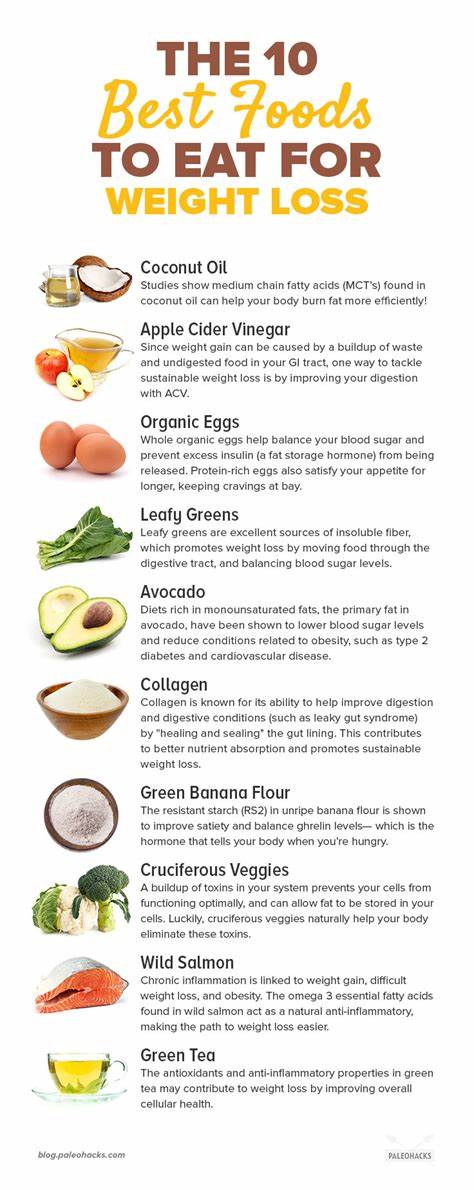 THE 10
Best Foods
TO EAT FOR
WEIGHT LOSS
Coconut Oil
Studies show medium chain fatty acids (MCT's) found in
coconut oil can help your body burn fat more efficiently!
Apple Cider Vinegar
Since weight gain can be caused by a buildup of waste
and undigested food in your GI tract, one way to tackle
sustainable weight loss is by improving your digestion
with ACV.
Organic Eggs
Whole organic eggs help balance your blood sugar and
prevent excess insulin (a fat storage hormone) from being
released. Protein-rich eggs also satisfy your appetite for
longer, keeping cravings at bay.
Leafy Greens
Leafy greens are excellent sources of insoluble fiber,
which promotes weight loss by moving food through the
digestive tract, and balancing blood sugar levels.
Avocado
Diets rich in monounsaturated fats, the primary fat in
avocado, have been shown to lower blood sugar levels
and reduce conditions related to obesity, such as type 2
diabetes and cardiovascular disease.
Collagen
Collagen is known for its ability to help improve digestion
and digestive conditions (such as leaky gut syndrome)
by "healing and sealing" the gut lining. This contributes
to better nutrient absorption and promotes sustainable
weight loss.
Green Banana Flour
The resistant starch (RS2) in unripe banana flour is shown
to improve satiety and balance ghrelin levels— which is the
hormone that tells your body when you're hungry.
Cruciferous Veggies
A buildup of toxins in your system prevents your cells from
functioning optimally, and can allow fat to be stored in your
cells. Luckily, cruciferous veggies naturally help your body
eliminate these toxins.
Wild Salmon
Chronic inflammation is linked to weight gain, difficult
weight loss, and obesity. The omega 3 essential fatty acids
found in wild salmon act as a natural anti-inflammatory,
making the path to weight loss easier.
Green Tea
The antioxidants and anti-inflammatory properties in green
tea may contribute to weight loss by improving overall
cellular health.
blog.paleohacks.com
PALEOHACKS